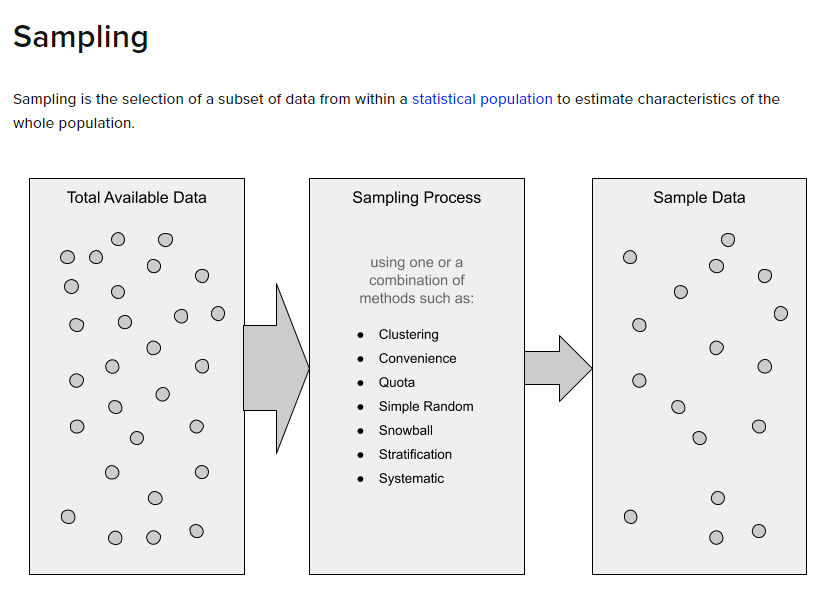 Sampling
Sampling is the selection of a subset of data from within a statistical population to estimate characteristics of the
whole population.
Total Available Data
Sampling Process
using one or a
combination of
methods such as:
● Clustering
● Convenience
● Quota
● Simple Random
● Snowball
● Stratification
● Systematic
Sample Data